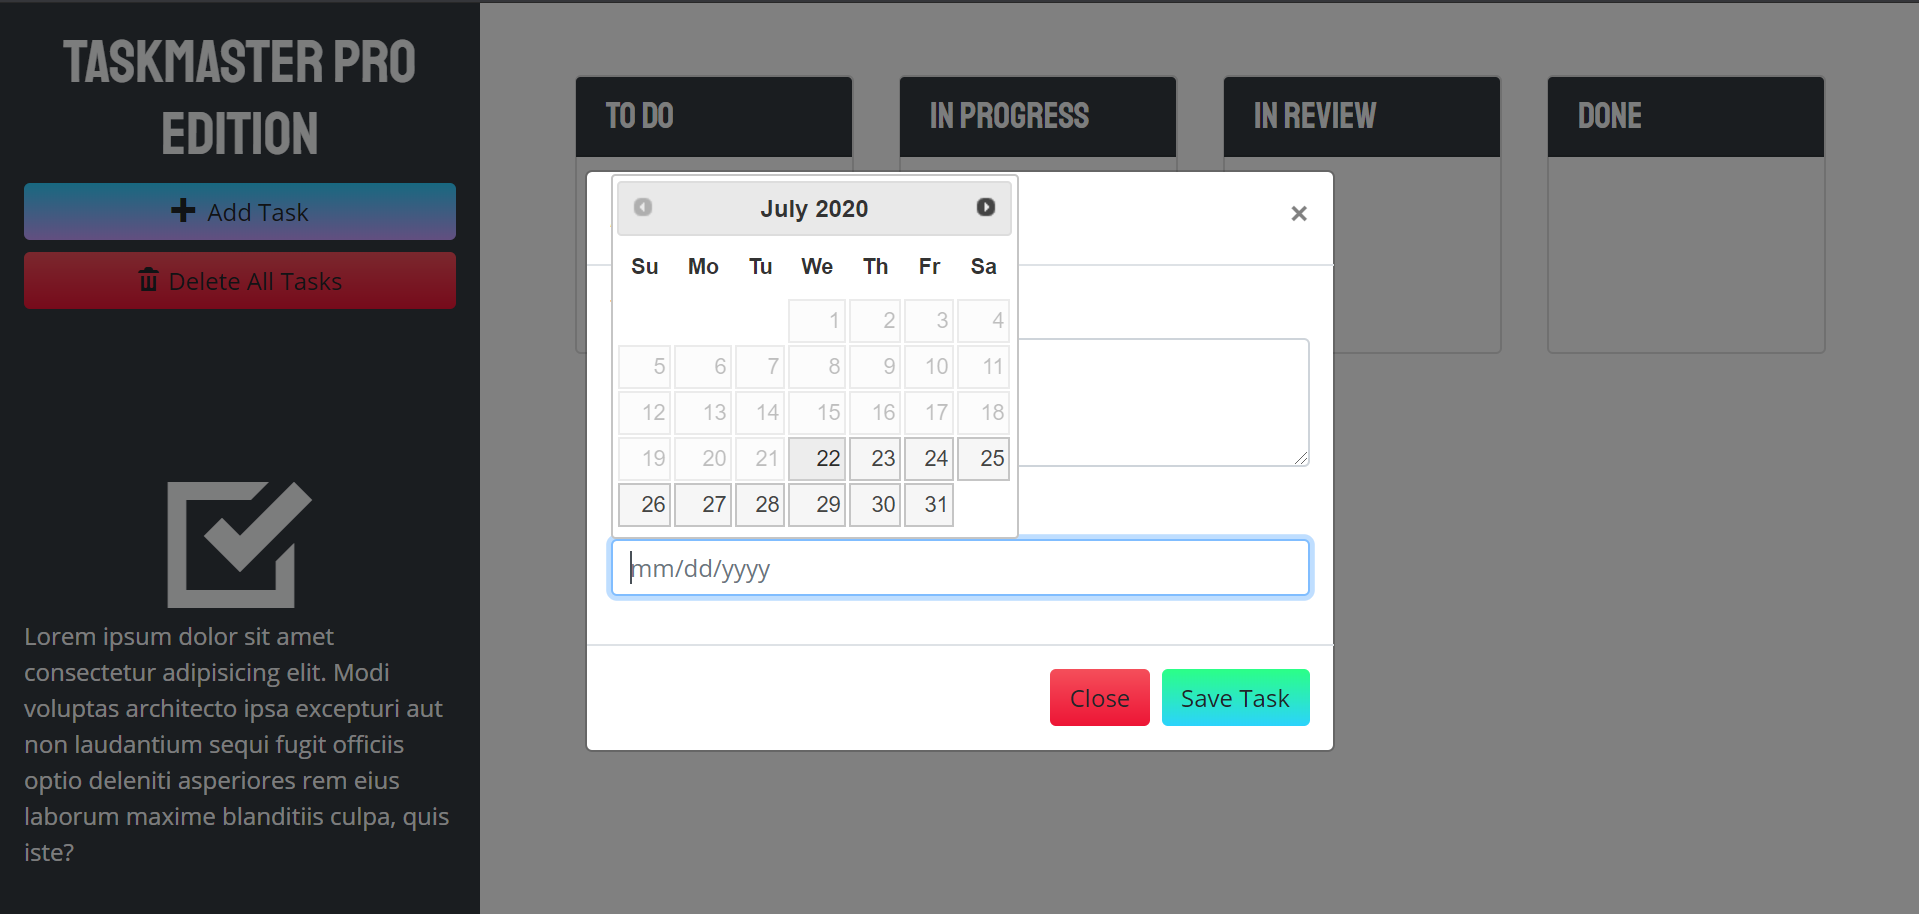 TASKMASTER PRO
EDITION
Add Task
Delete All Tasks
Lorem ipsum dolor sit amet
consectetur adipisicing elit. Modi
voluptas architecto ipsa excepturi aut
non laudantium sequi fugit officiis
optio deleniti asperiores rem eius
laborum maxime blanditiis culpa, quis
iste?
TO DO
IN PROGRESS
IN REVIEW
DONE
×
July 2020
Su Mo Tu We Th Fr Sa
1 2 3 4
5 6 7 8 9 10 11
12 13 14 15 16 17 18
19 20 21 22 23 24 25
26 27 28 29 30 31
mm/dd/yyyy
Close
Save Task